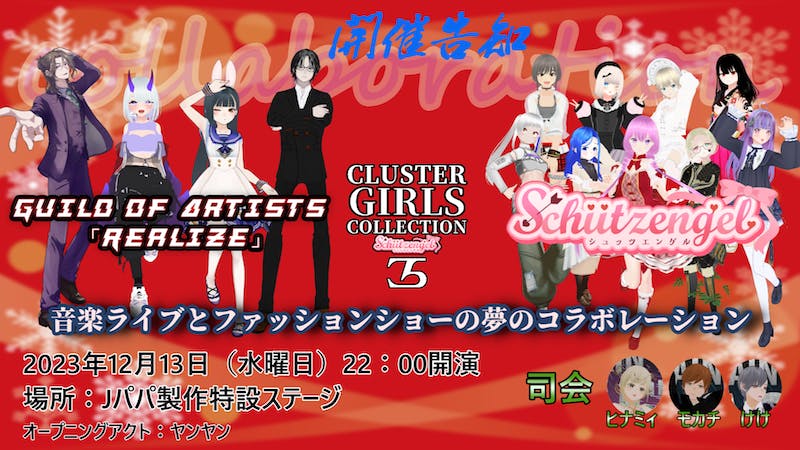 collaboration
開催告知
GUILD OF ARTISTS
「REALIZE」
CLUSTER
GIRLS
COLLECTION
Schützengel
Schützengel
シュッツエンゲル
音楽ライブとファッションショーの夢のコラボレーション
2023年12月13日（水曜日）22：00開演
場所：Jパパ製作特設ステージ
オープニングアクト：ヤンヤン
司会
ヒナミィ モカチ けけ